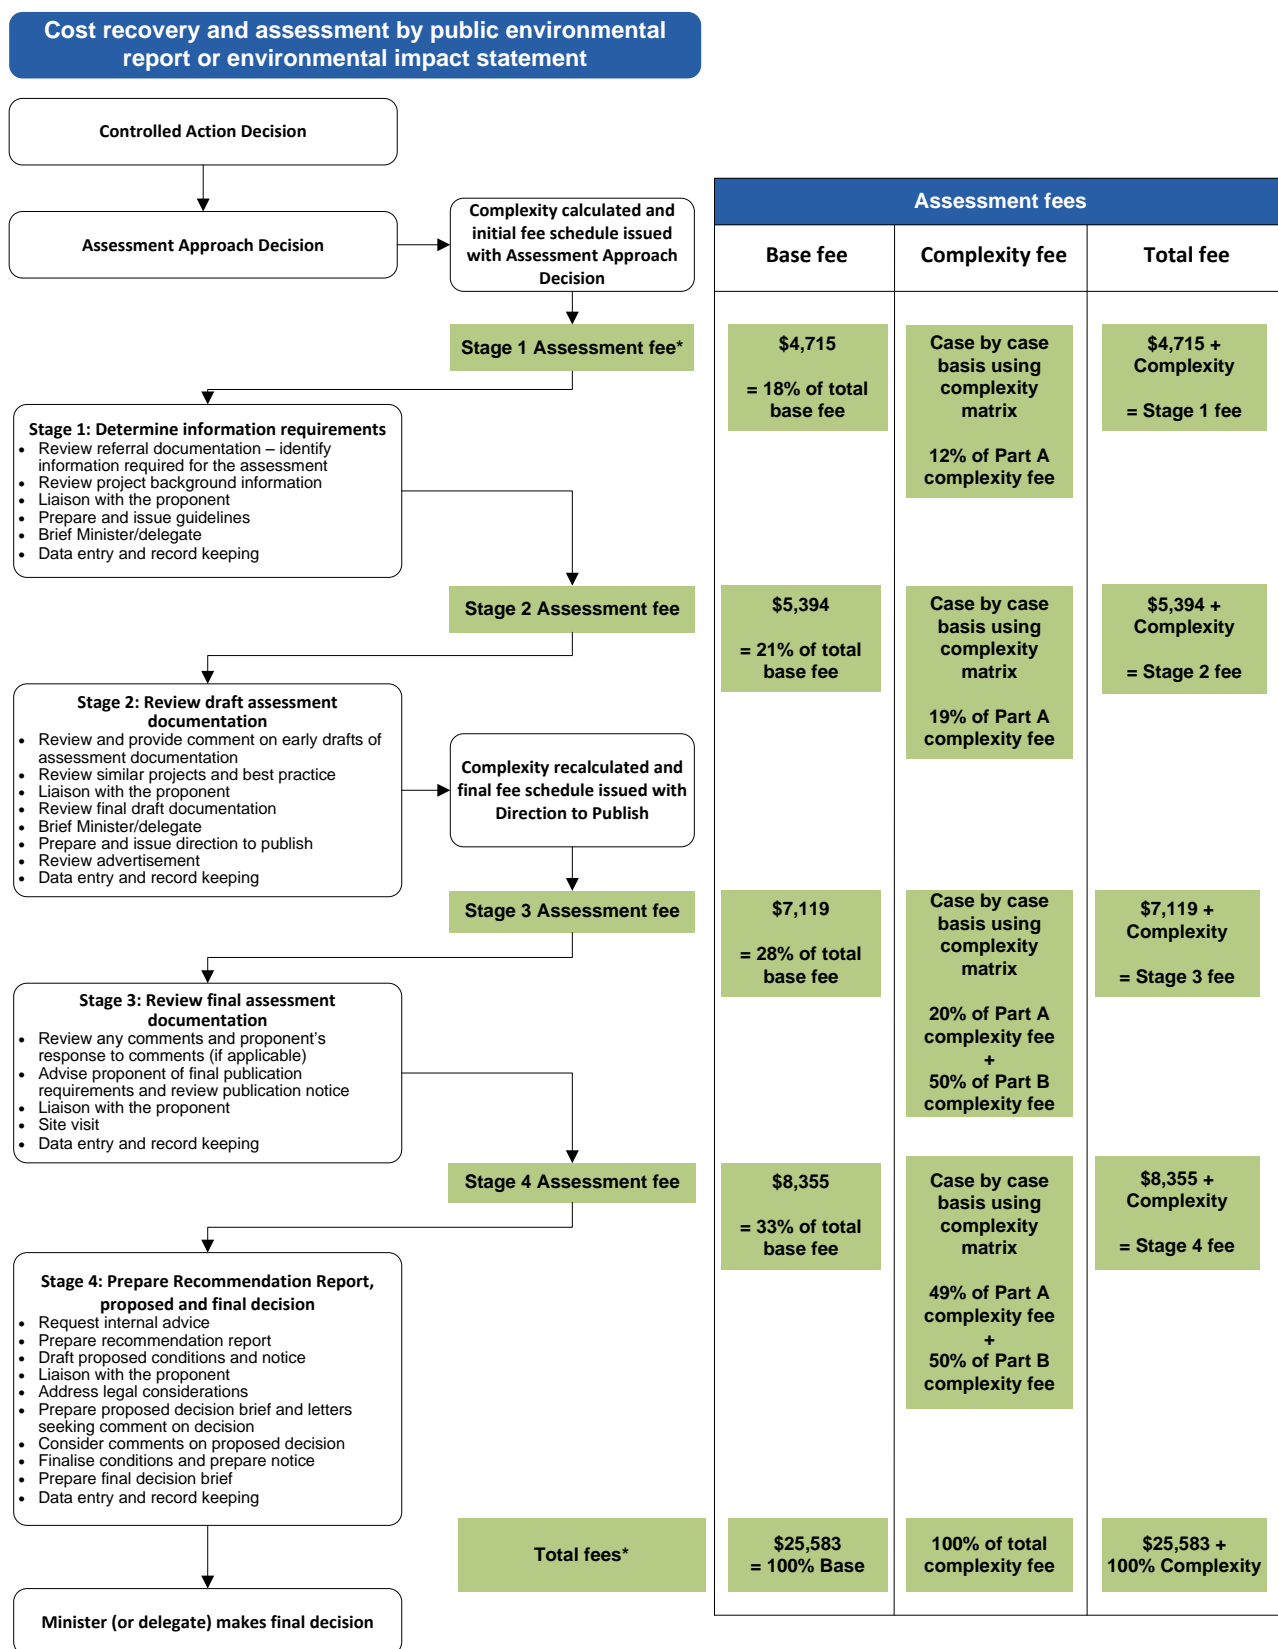 Cost recovery and assessment by public environmental
report or environmental impact statement
Controlled Action Decision
Assessment Approach Decision
Complexity calculated and
initial fee schedule issued
with Assessment Approach
Decision
Assessment fees
Base fee
Complexity fee
Total fee
Stage 1 Assessment fee*
$4,715
= 18% of total
base fee
Case by case
basis using
complexity
matrix
12% of Part A
complexity fee
$4,715 +
Complexity
= Stage 1 fee
Stage 1: Determine information requirements
• Review referral documentation – identify
information required for the assessment
• Review project background information
• Liaison with the proponent
• Prepare and issue guidelines
• Brief Minister/delegate
• Data entry and record keeping
Stage 2 Assessment fee
$5,394
= 21% of total
base fee
Case by case
basis using
complexity
matrix
19% of Part A
complexity fee
$5,394 +
Complexity
= Stage 2 fee
Stage 2: Review draft assessment
documentation
• Review and provide comment on early drafts of
assessment documentation
• Review similar projects and best practice
• Liaison with the proponent
• Review final draft documentation
• Brief Minister/delegate
• Prepare and issue direction to publish
• Review advertisement
• Data entry and record keeping
Complexity recalculated and
final fee schedule issued with
Direction to Publish
Stage 3 Assessment fee
$7,119
= 28% of total
base fee
Case by case
basis using
complexity
matrix
20% of Part A
complexity fee
+
50% of Part B
complexity fee
$7,119 +
Complexity
= Stage 3 fee
Stage 3: Review final assessment
documentation
• Review any comments and proponent’s
response to comments (if applicable)
• Advise proponent of final publication
requirements and review publication notice
• Liaison with the proponent
• Site visit
• Data entry and record keeping
Stage 4 Assessment fee
$8,355
= 33% of total
base fee
Case by case
basis using
complexity
matrix
49% of Part A
complexity fee
+
50% of Part B
complexity fee
$8,355 +
Complexity
= Stage 4 fee
Stage 4: Prepare Recommendation Report,
proposed and final decision
• Request internal advice
• Prepare recommendation report
• Draft proposed conditions and notice
• Liaison with the proponent
• Address legal considerations
• Prepare proposed decision brief and letters
seeking comment on decision
• Consider comments on proposed decision
• Finalise conditions and prepare notice
• Prepare final decision brief
• Data entry and record keeping
Total fees*
$25,583
= 100% Base
100% of total
complexity fee
$25,583 +
100% Complexity
Minister (or delegate) makes final decision